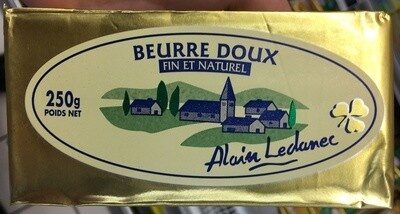 BEURRE DOUX
FIN ET NATUREL
250g
POIDS NET
Alain Ledanec